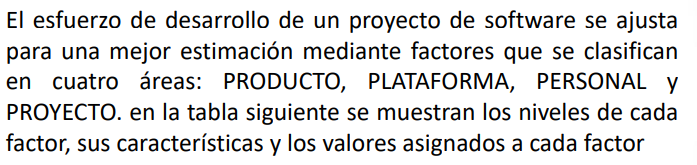 El esfuerzo de desarrollo de un proyecto de software se ajusta
para una mejor estimación mediante factores que se clasifican
en cuatro áreas: PRODUCTO, PLATAFORMA, PERSONAL y
PROYECTO. en la tabla siguiente se muestran los niveles de cada
factor, sus características y los valores asignados a cada factor